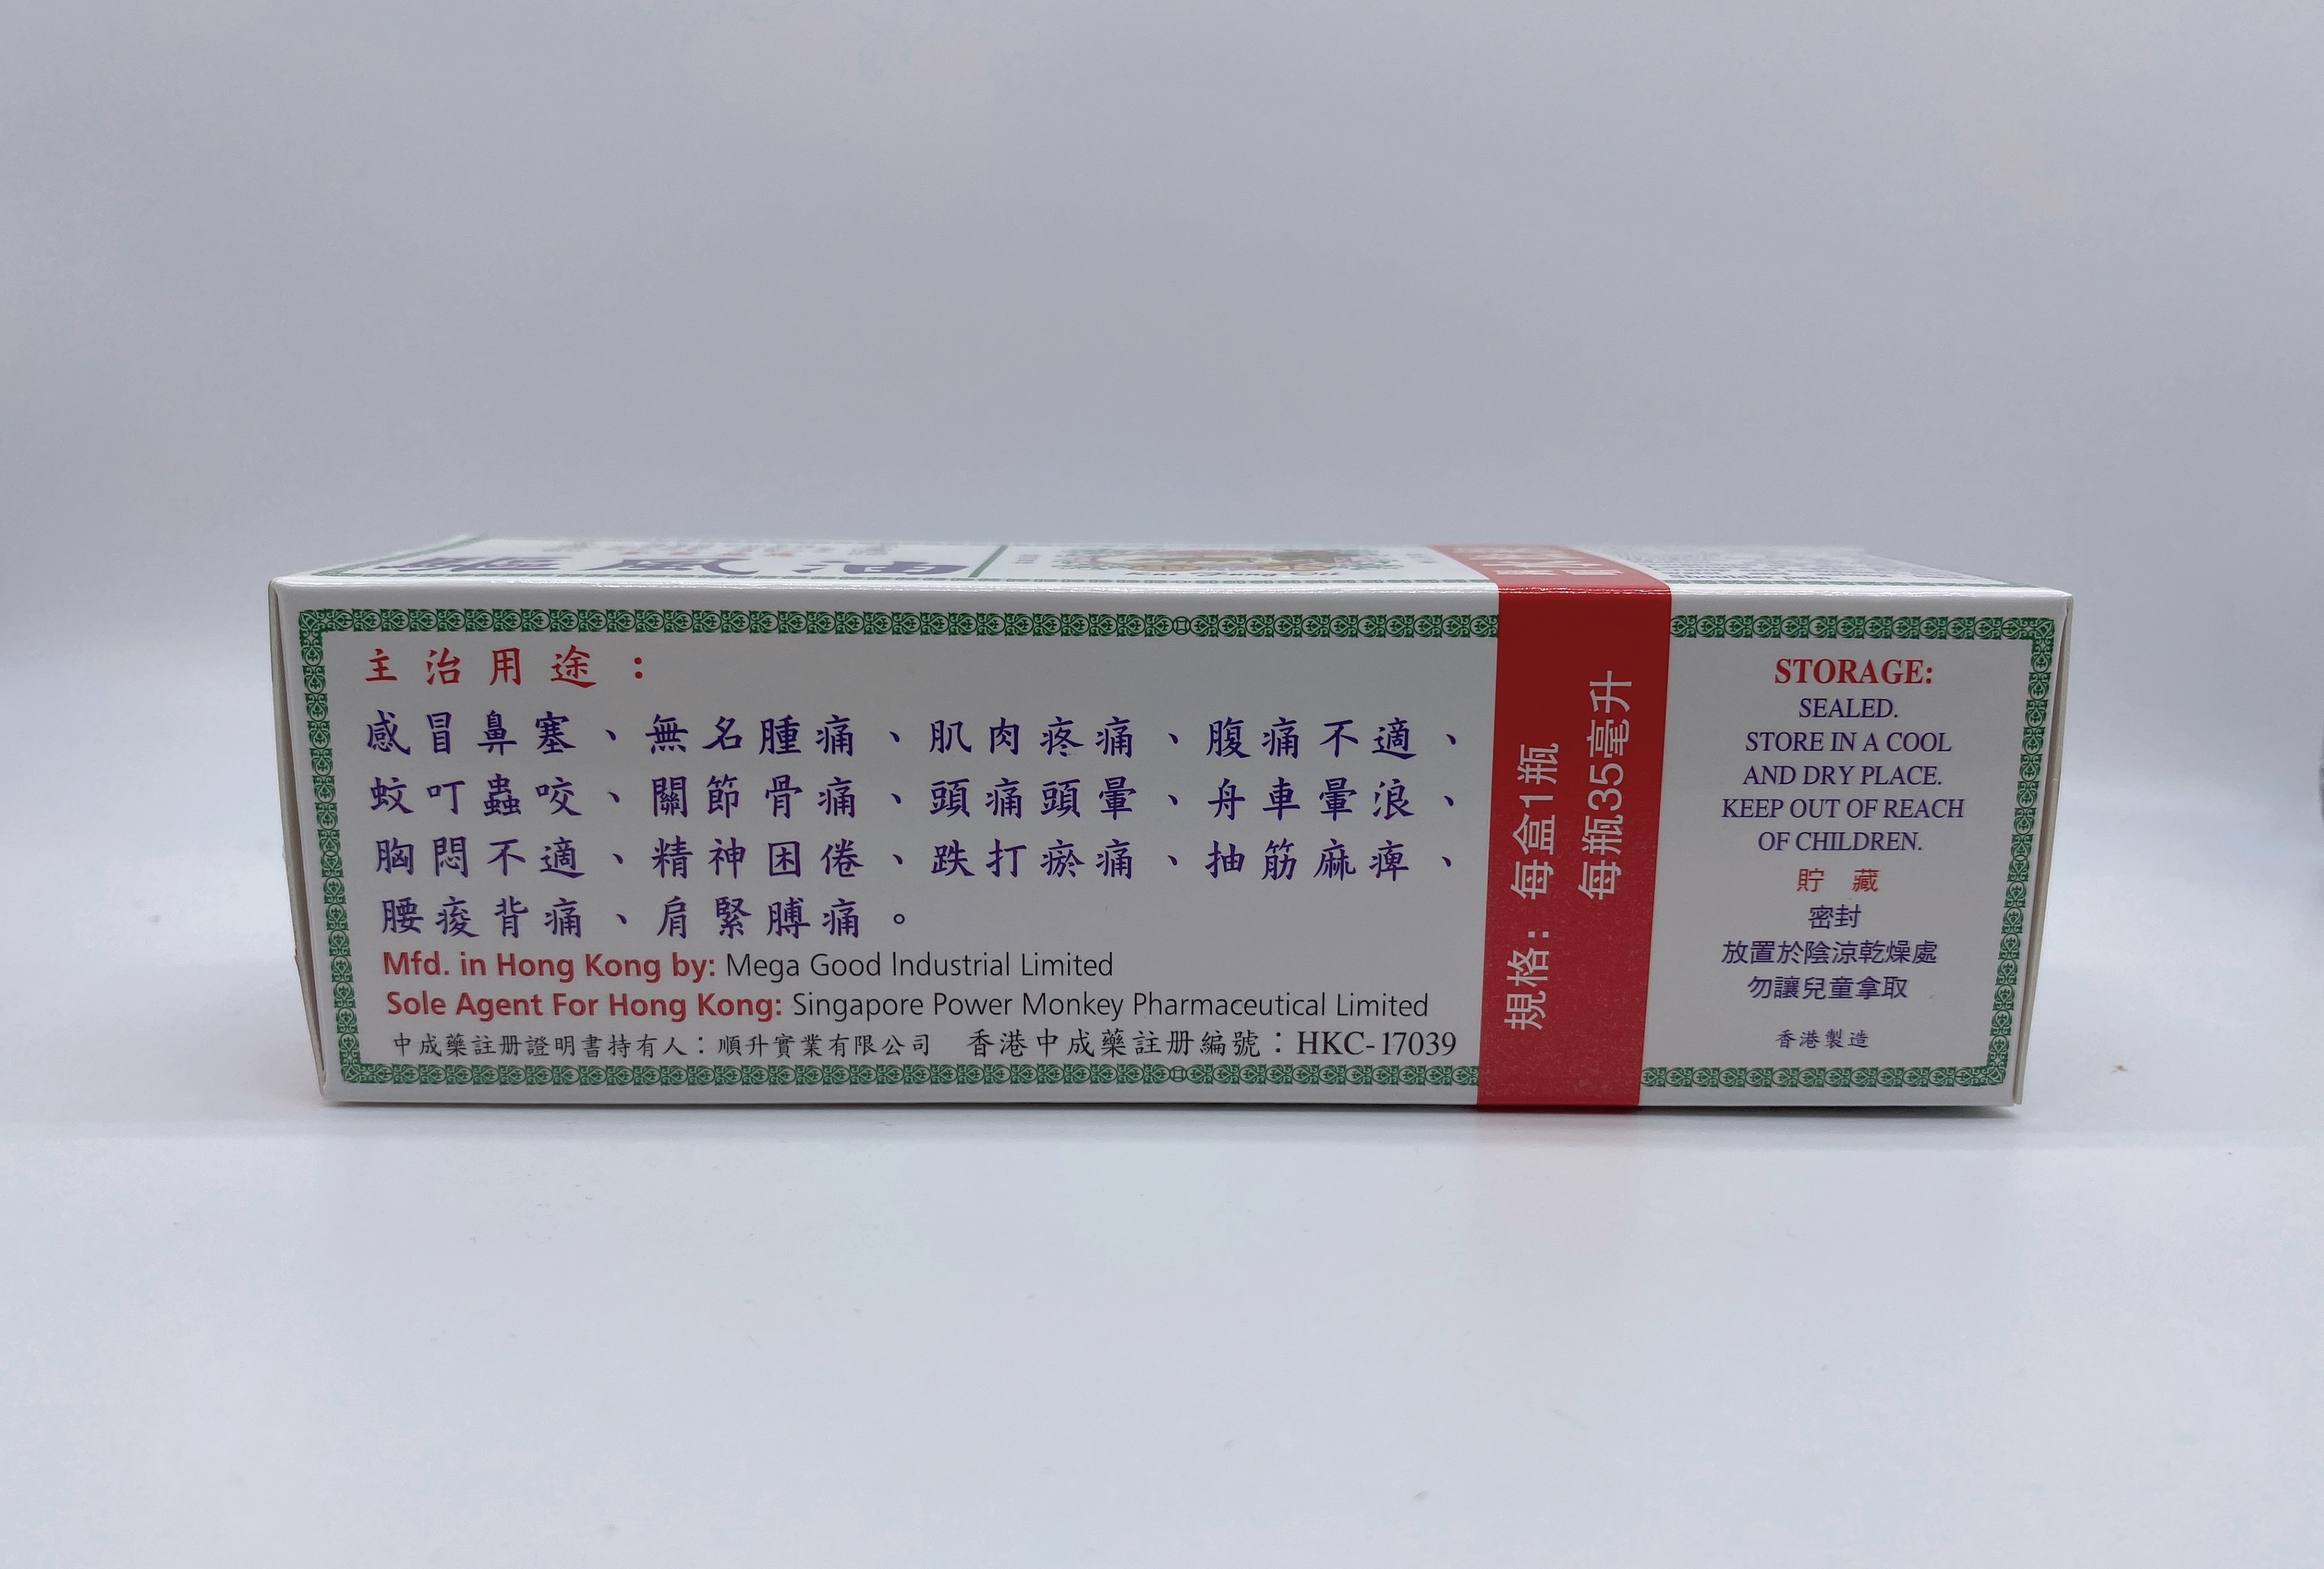 驅風油
主治用途：
感冒鼻塞、無名腫痛、肌肉疼痛、腹痛不適、
蚊叮蟲咬、關節骨痛、頭痛頭暈、舟車暈浪、
胸悶不適、精神困倦、跌打瘀痛、抽筋麻痺、
腰痠背痛、肩緊膊痛。
Mfd. in Hong Kong by: Mega Good Industrial Limited
Sole Agent For Hong Kong: Singapore Power Monkey Pharmaceutical Limited
中成藥註册證明書持有人：順升實業有限公司 香港中成藥註册編號：HKC-17039
規格：每盒1瓶
每瓶35毫升
STORAGE:
SEALED.
STORE IN A COOL
AND DRY PLACE.
KEEP OUT OF REACH
OF CHILDREN.
貯藏
密封
放置於陰涼乾燥處
勿讓兒童拿取
香港製造